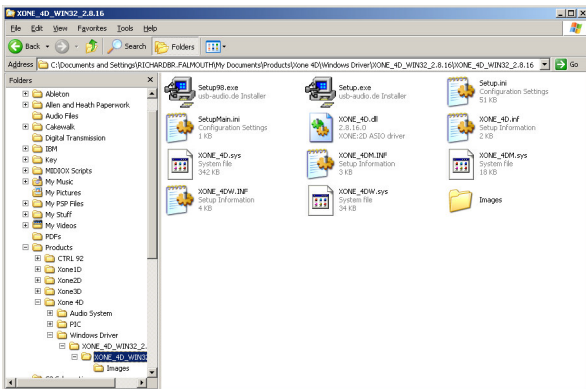 XONE_4D_WIN32_2.8.16
File Edit View Favorites Tools Help
Back Search Folders
Address C:\Documents and Settings\RICHARDBR.FALMOUTH\My Documents\Products\Xone 4D\Windows Driver\XONE_4D_WIN32_2.8.16\XONE_4D_WIN32_2.8.16 Go
Folders
Ableton
Allen and Heath Paperwork
Audio Files
Cakewalk
Digital Transmission
IBM
Key
MIDIOX Scripts
My Music
My Pictures
My PSP Files
My Stuff
My Videos
PDFs
Products
CTRL 92
Xone1D
Xone2D
Xone3D
Xone 4D
Audio System
PIC
Windows Driver
XONE_4D_WIN32_2.
XONE_4D_WIN32
Images
Setup98.exe
usb-audio.de Installer
Setup.exe
usb-audio.de Installer
Setup.ini
Configuration Settings
51 KB
SetupMain.ini
Configuration Settings
1 KB
XONE_4D.dll
2.8.16.0
XONE:2D ASIO driver
XONE_4D.inf
Setup Information
2 KB
XONE_4D.sys
System file
342 KB
XONE_4DM.INF
Setup Information
3 KB
XONE_4DM.sys
System file
18 KB
XONE_4DW.INF
Setup Information
4 KB
XONE_4DW.sys
System file
34 KB
Images